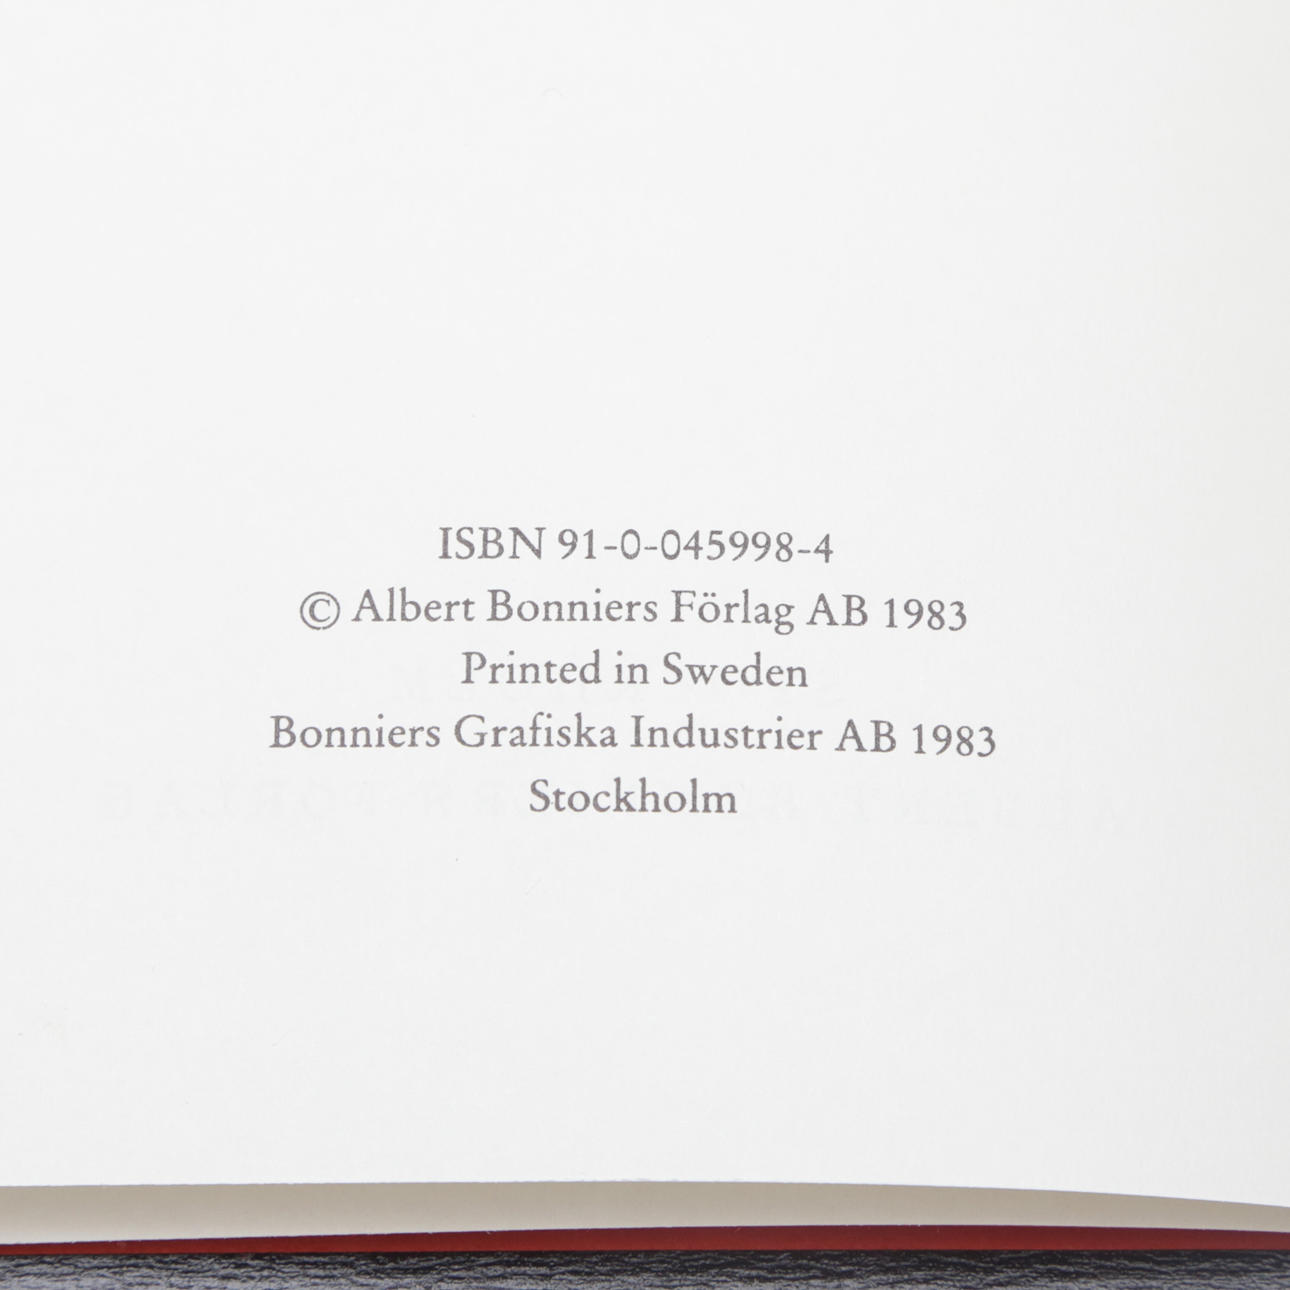 ISBN 91-0-045998-4
© Albert Bonniers Förlag AB 1983
Printed in Sweden
Bonniers Grafiska Industrier AB 1983
Stockholm